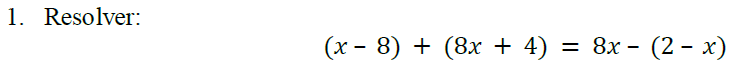 1. Resolver:
(x − 8) + (8x + 4) = 8x − (2 − x)